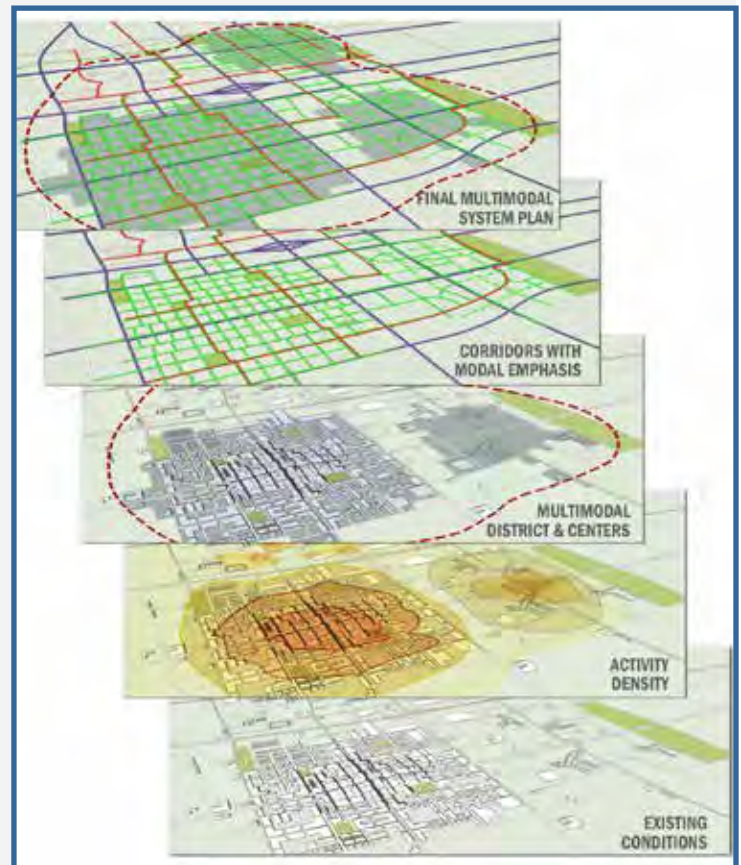 FINAL MULTIMODAL
SYSTEM PLAN
CORRIDORS WITH
MODAL EMPHASIS
MULTIMODAL
DISTRICT & CENTERS
ACTIVITY
DENSITY
EXISTING
CONDITIONS